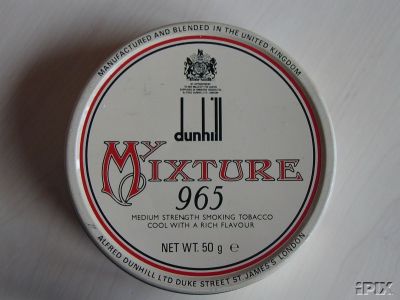 MANUFACTURED AND BLENDED IN THE UNITED KINGDOM
dunhill
MY MIXTURE
965
MEDIUM STRENGTH SMOKING TOBACCO
COOL WITH A RICH FLAVOUR
NET WT. 50 g ℮
ALFRED DUNHILL LTD DUKE STREET ST. JAMES'S LONDON
iPIX